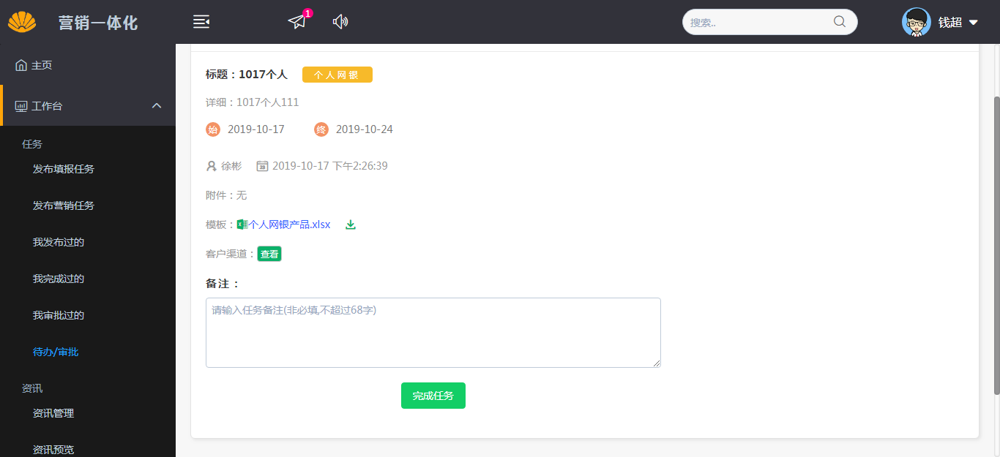 营销一体化
1
搜索..
钱超
主页
工作台
任务
发布填报任务
发布营销任务
我发布过的
我完成过的
我审批过的
待办/审批
资讯
资讯管理
资讯预览
标题：1017个人 个人网银
详细：1017个人111
始 2019-10-17 终 2019-10-24
徐彬 23 2019-10-17 下午2:26:39
附件：无
模板：个人网银产品.xlsx
客户渠道：查看
备注：
请输入任务备注(非必填,不超过68字)
完成任务